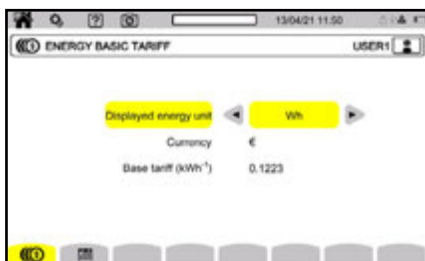 13/04/21 11:50
ENERGY BASIC TARIFF USER1
Displayed energy unit Wh
Currency €
Base tariff (kWh⁻¹) 0.1223